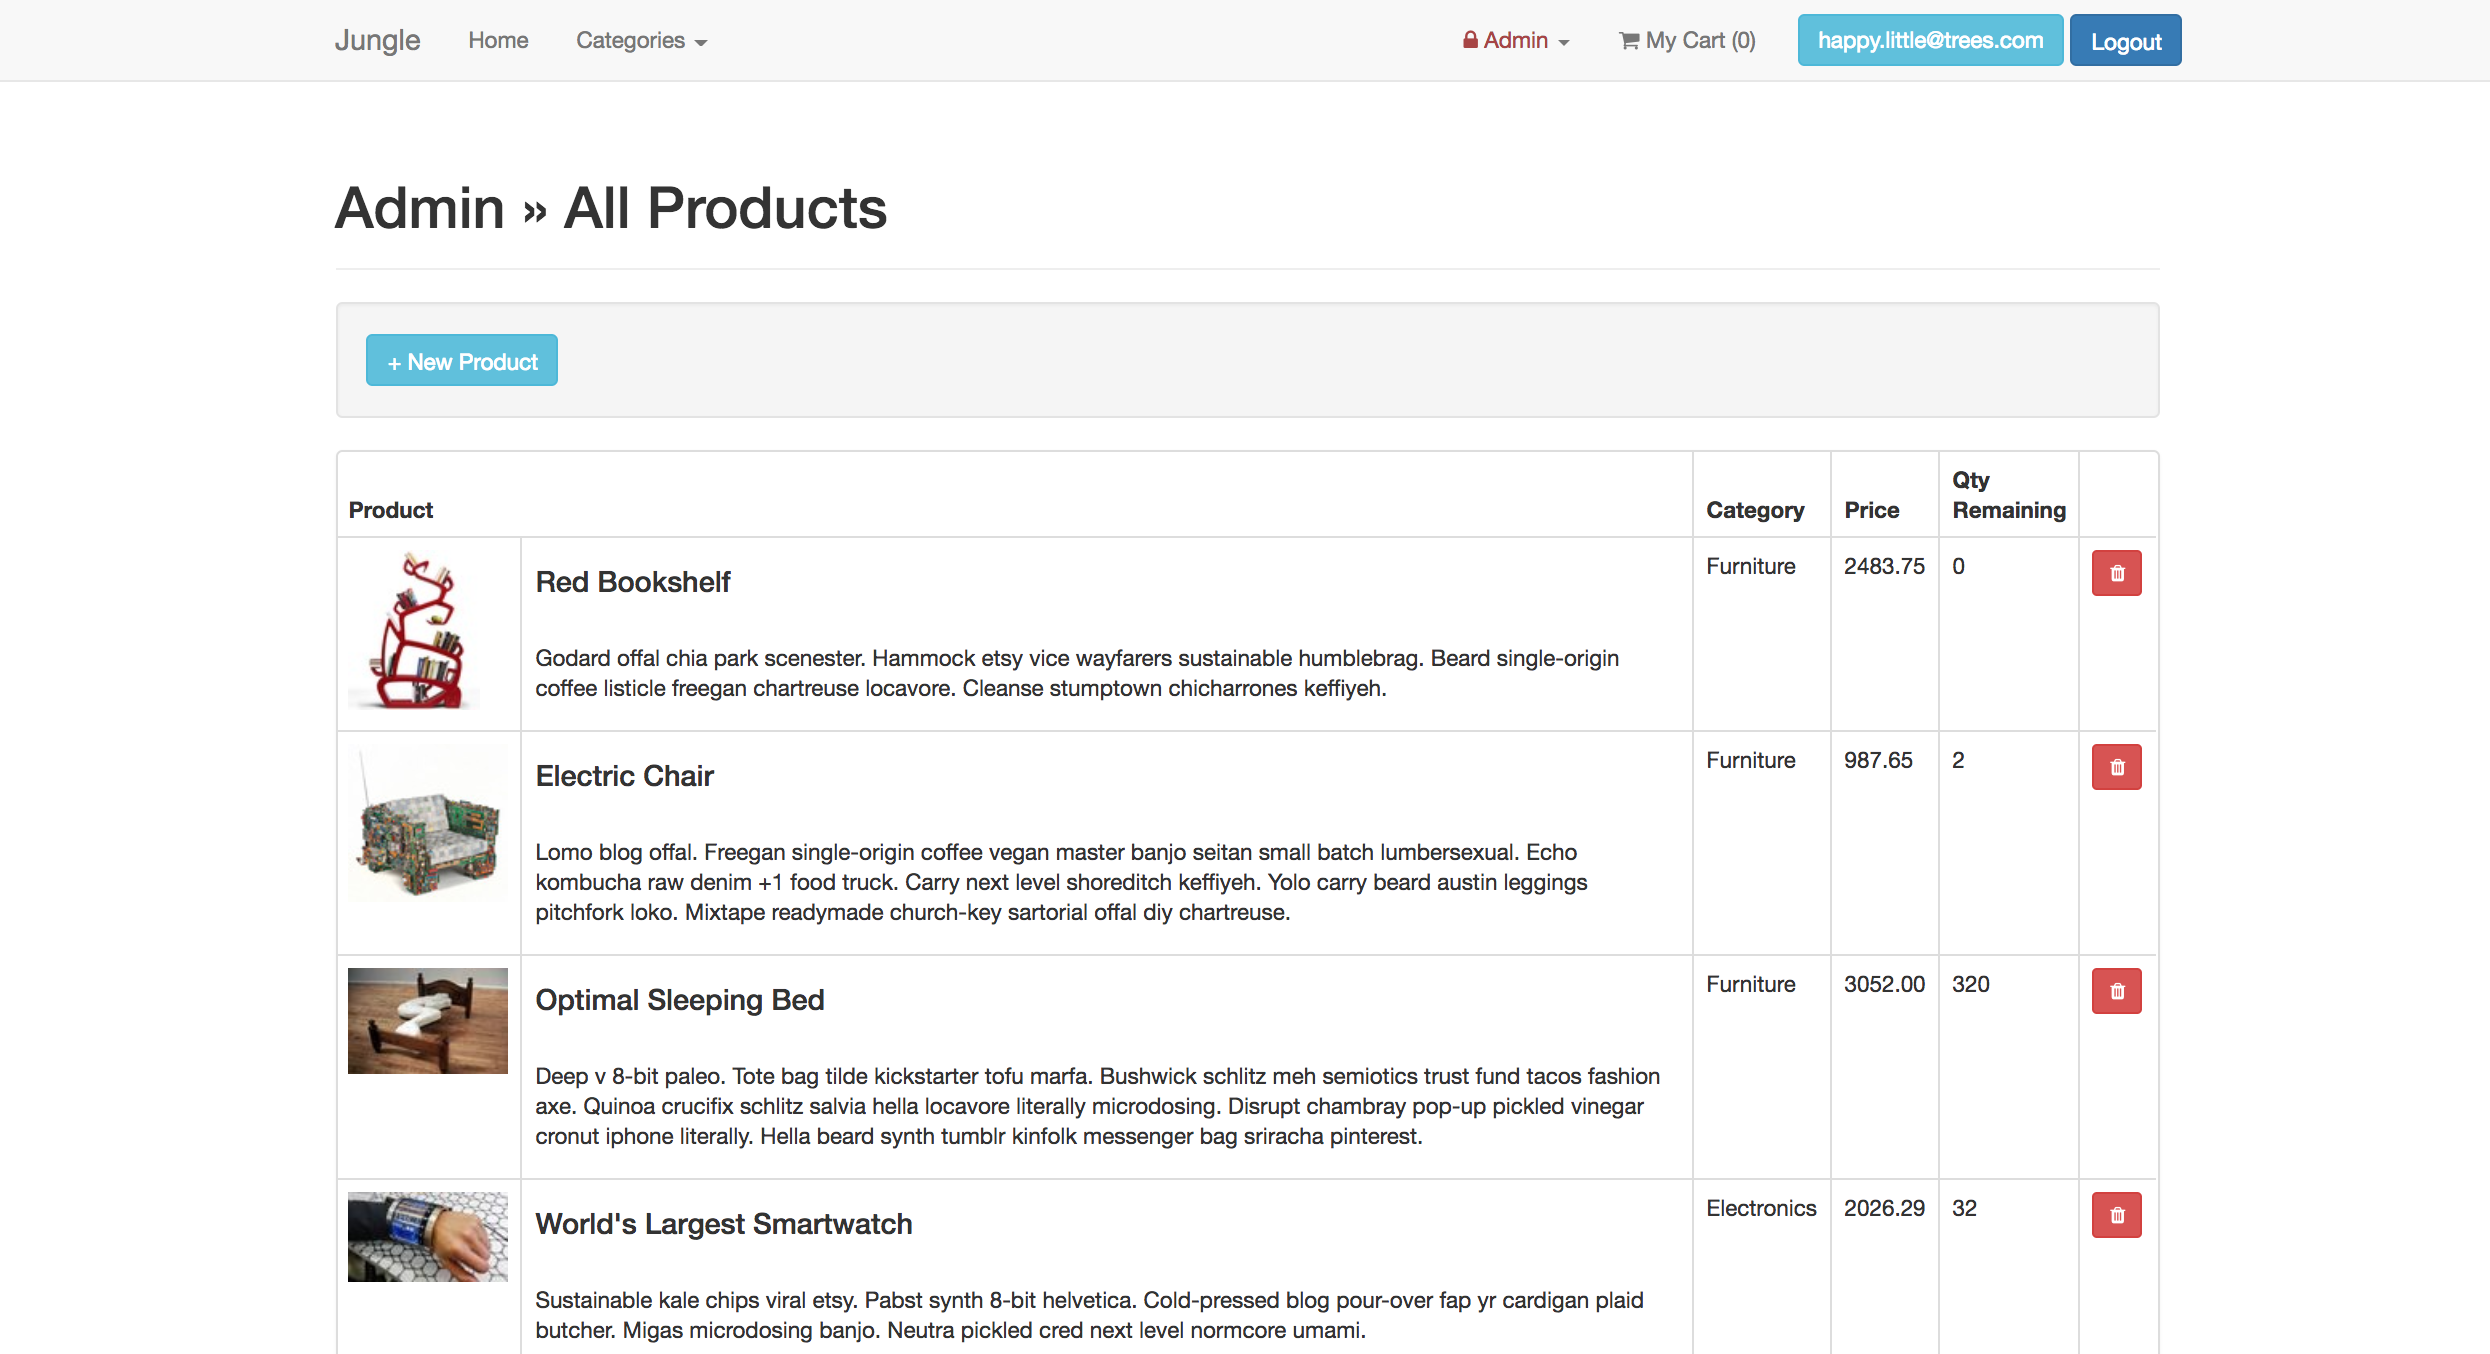 Jungle Home Categories Admin My Cart (0) happy.little@trees.com Logout
Admin » All Products
+ New Product
Product Category Price Qty Remaining
Red Bookshelf Furniture 2483.75 0
Godard offal chia park scenester. Hammock etsy vice wayfarers sustainable humblebrag. Beard single-origin
coffee listicle freegan chartreuse locavore. Cleanse stumptown chicharrones keffiyeh.
Electric Chair Furniture 987.65 2
Lomo blog offal. Freegan single-origin coffee vegan master banjo seitan small batch lumbersexual. Echo
kombucha raw denim +1 food truck. Carry next level shoreditch keffiyeh. Yolo carry beard austin leggings
pitchfork loko. Mixtape readymade church-key sartorial offal diy chartreuse.
Optimal Sleeping Bed Furniture 3052.00 320
Deep v 8-bit paleo. Tote bag tilde kickstarter tofu marfa. Bushwick schlitz meh semiotics trust fund tacos fashion
axe. Quinoa crucifix schlitz salvia hella locavore literally microdosing. Disrupt chambray pop-up pickled vinegar
cronut iphone literally. Hella beard synth tumblr kinfolk messenger bag sriracha pinterest.
World's Largest Smartwatch Electronics 2026.29 32
Sustainable kale chips viral etsy. Pabst synth 8-bit helvetica. Cold-pressed blog pour-over fap yr cardigan plaid
butcher. Migas microdosing banjo. Neutra pickled cred next level normcore umami.